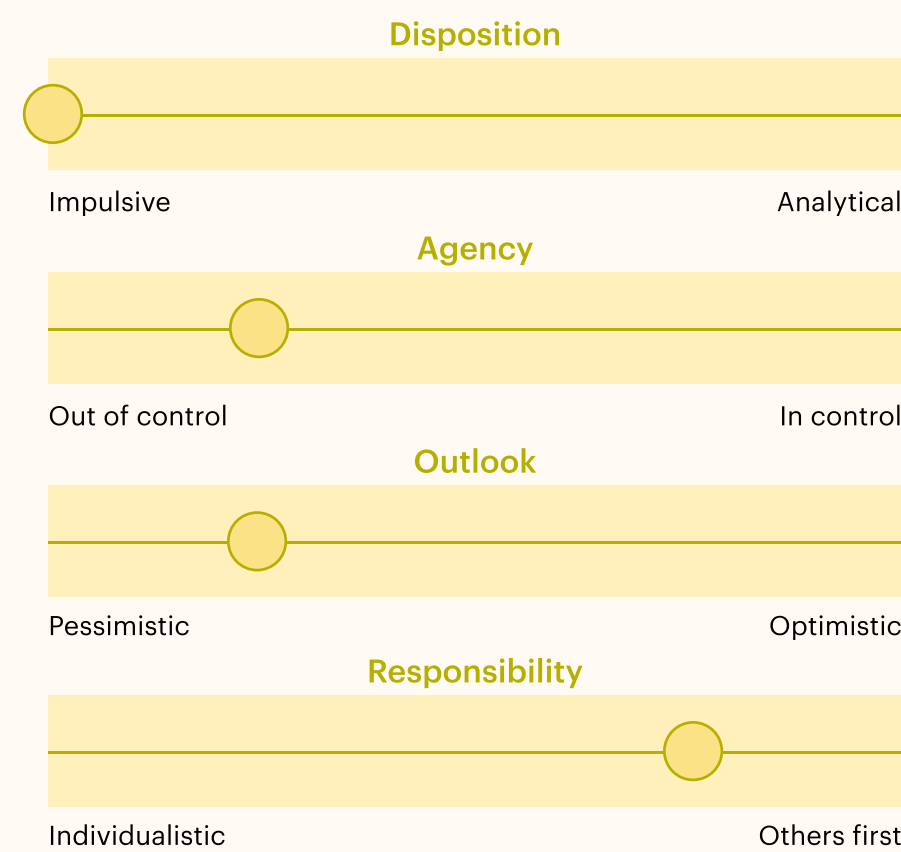 Disposition
Impulsive Analytical
Agency
Out of control In control
Outlook
Pessimistic Optimistic
Responsibility
Individualistic Others first